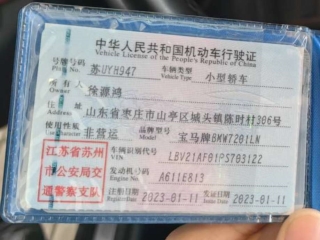 中华人民共和国机动车行驶证
Vehicle License of the People's Republic of China
号牌号码 Plate No. 苏UYH947 车辆类型 Vehicle Type 小型轿车
所有人 Owner 徐源鸿
住址 Address 山东省枣庄市山亭区城头镇陈时村306号
使用性质 Use Character 非营运 品牌型号 Model 宝马牌BMW7201LN
江苏省苏州
市公安局交
通警察支队
车辆识别代号 VIN LBV21AF01PS703122
发动机号码 Engine No. A611E813
注册日期 Register Date 2023-01-11 发证日期 Issue Date 2023-01-11